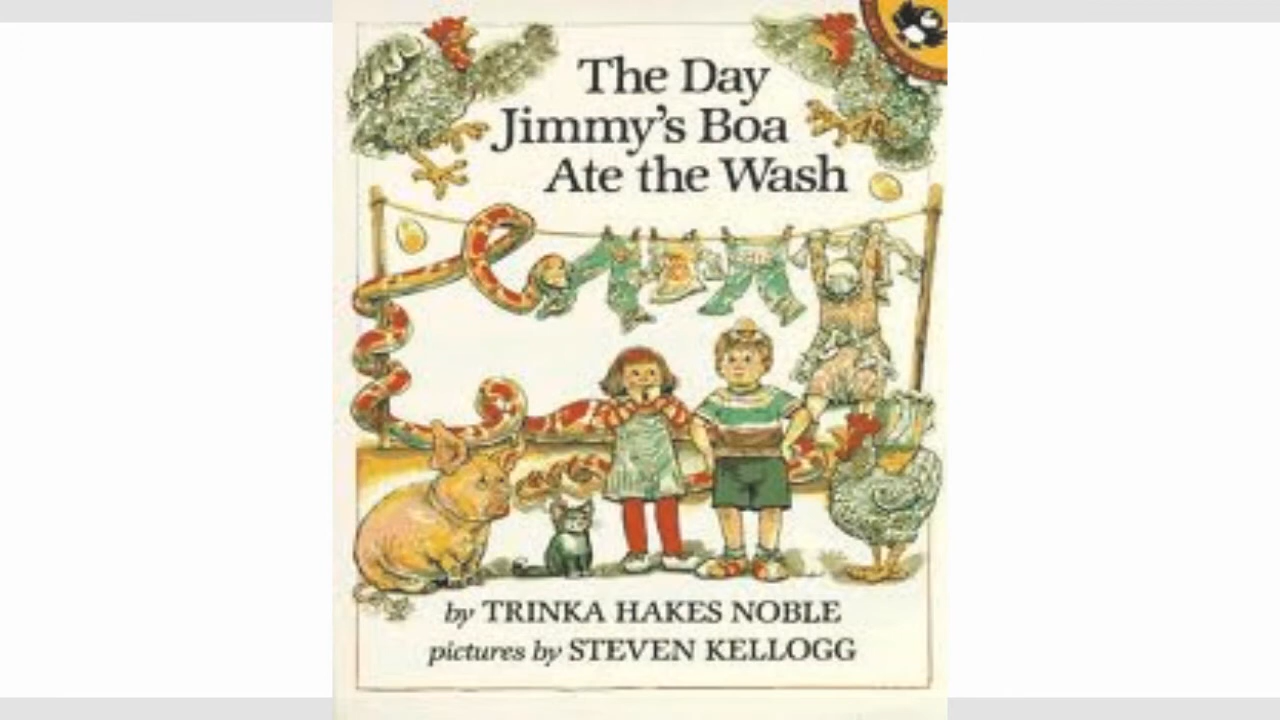 The Day
Jimmy's Boa
Ate the Wash
by TRINKA HAKES NOBLE
pictures by STEVEN KELLOGG